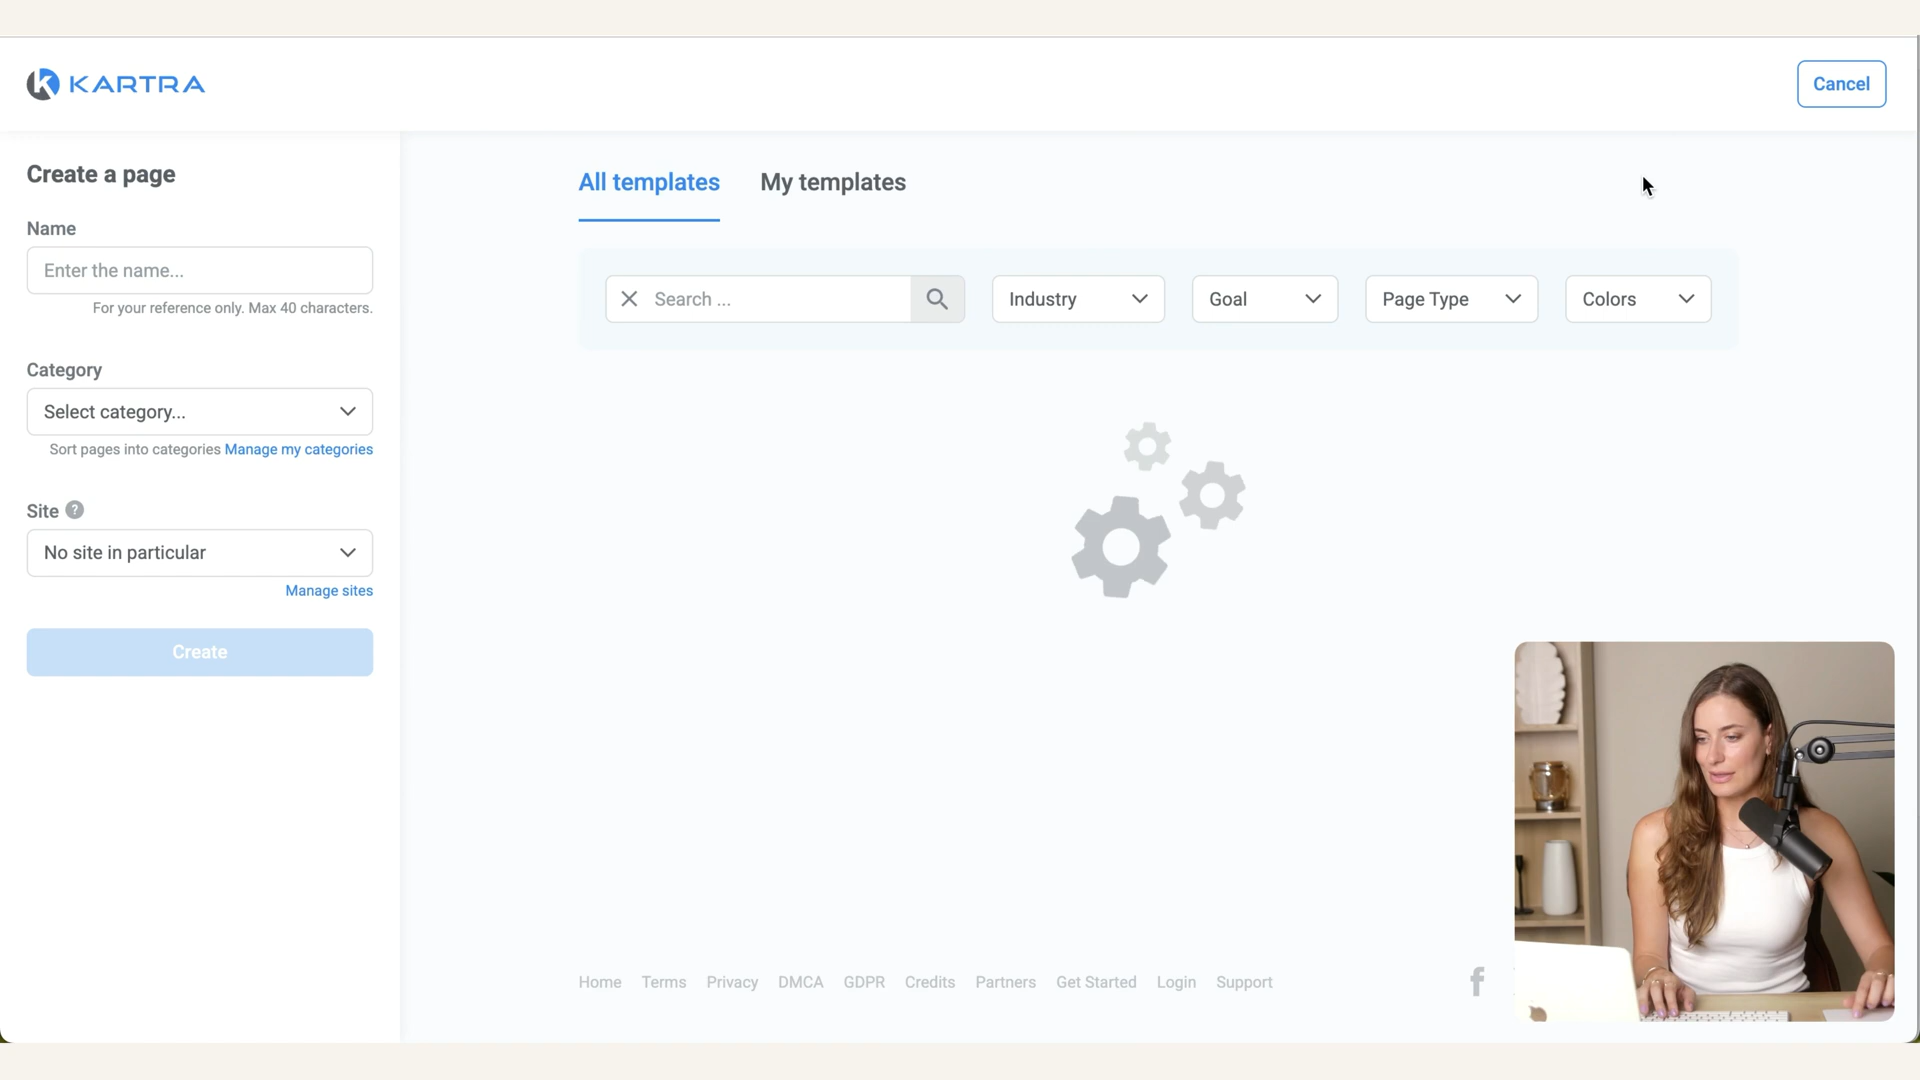 KARTRA
Cancel
Create a page
Name
Enter the name...
For your reference only. Max 40 characters.
Category
Select category...
Sort pages into categories Manage my categories
Site ?
No site in particular
Manage sites
Create
All templates My templates
Search ... Industry Goal Page Type Colors
Home Terms Privacy DMCA GDPR Credits Partners Get Started Login Support